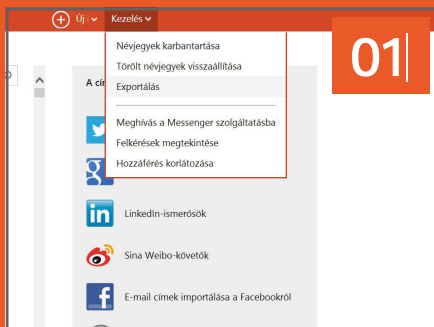 Új Kezelés
Névjegyek karbantartása
Törölt névjegyek visszaállítása
Exportálás
Meghívás a Messenger szolgáltatásba
Felkérések megtekintése
Hozzáférés korlátozása
01
A
in LinkedIn-ismerősök
Sina Weibo-követők
f E-mail címek importálása a Facebookról